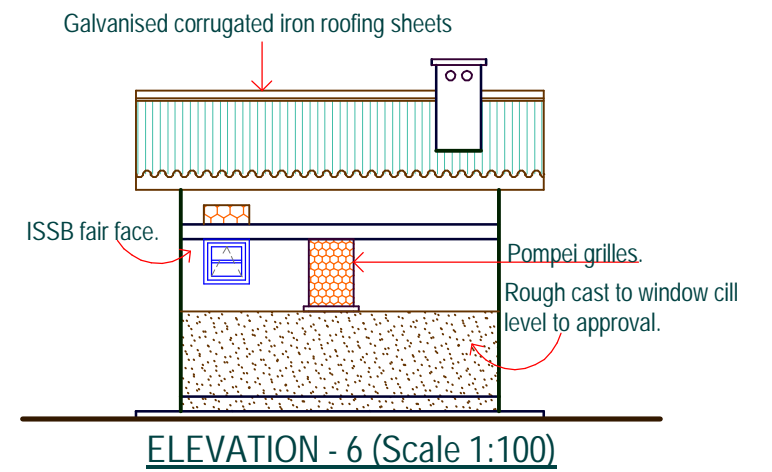 Galvanised corrugated iron roofing sheets
ISSB fair face.
Pompei grilles.
Rough cast to window cill
level to approval.
ELEVATION - 6 (Scale 1:100)